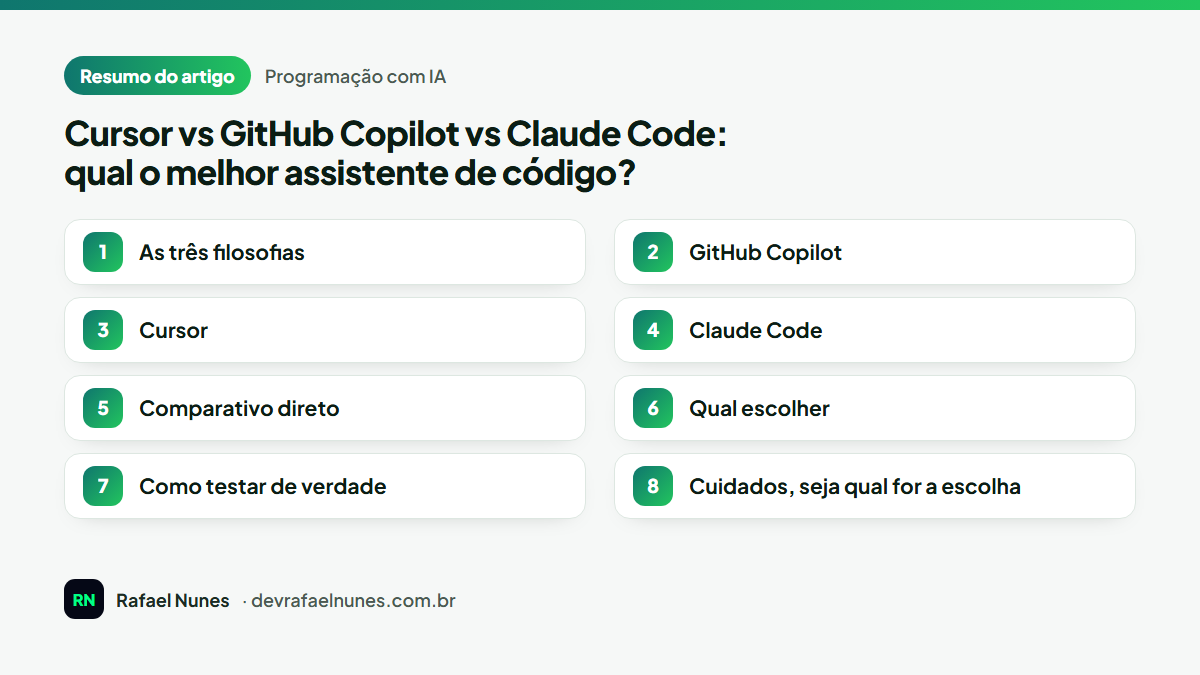 Resumo do artigo
Programação com IA
Cursor vs GitHub Copilot vs Claude Code:
qual o melhor assistente de código?
1 As três filosofias
2 GitHub Copilot
3 Cursor
4 Claude Code
5 Comparativo direto
6 Qual escolher
7 Como testar de verdade
8 Cuidados, seja qual for a escolha
RN Rafael Nunes · devrafaelnunes.com.br